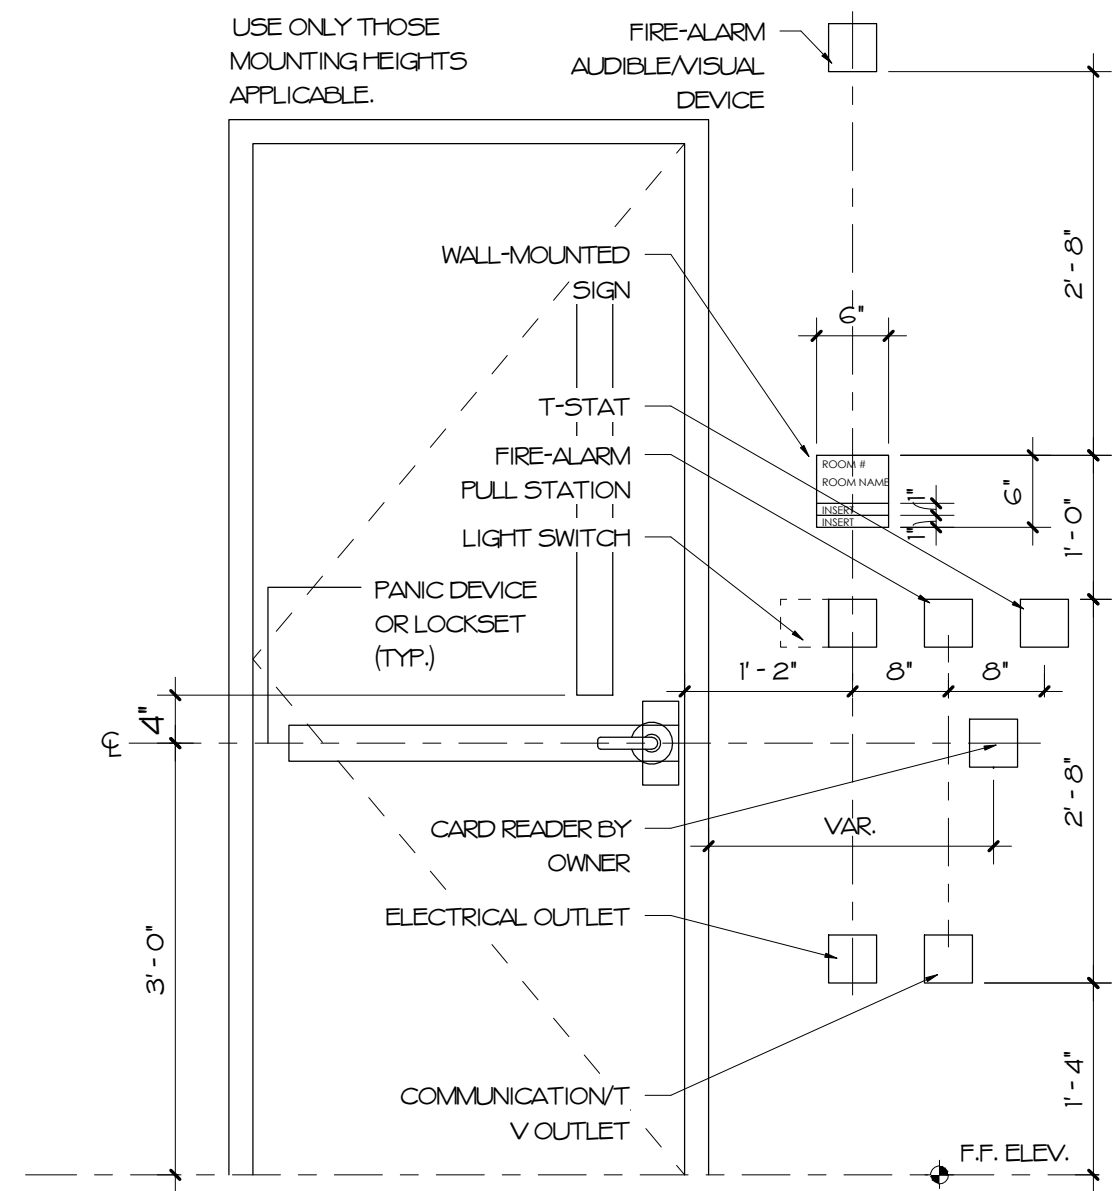 USE ONLY THOSE
MOUNTING HEIGHTS
APPLICABLE.
FIRE-ALARM
AUDIBLE/VISUAL
DEVICE
2'-8"
WALL-MOUNTED
SIGN
6"
T-STAT
FIRE-ALARM
PULL STATION
LIGHT SWITCH
ROOM #
ROOM NAME
INSERT
INSERT
1"
1"
6"
1'-0"
PANIC DEVICE
OR LOCKSET
(TYP.)
1'-2"
8"
8"
4"
℄
2'-8"
CARD READER BY
OWNER
VAR.
ELECTRICAL OUTLET
3'-0"
COMMUNICATION/T
V OUTLET
1'-4"
F.F. ELEV.